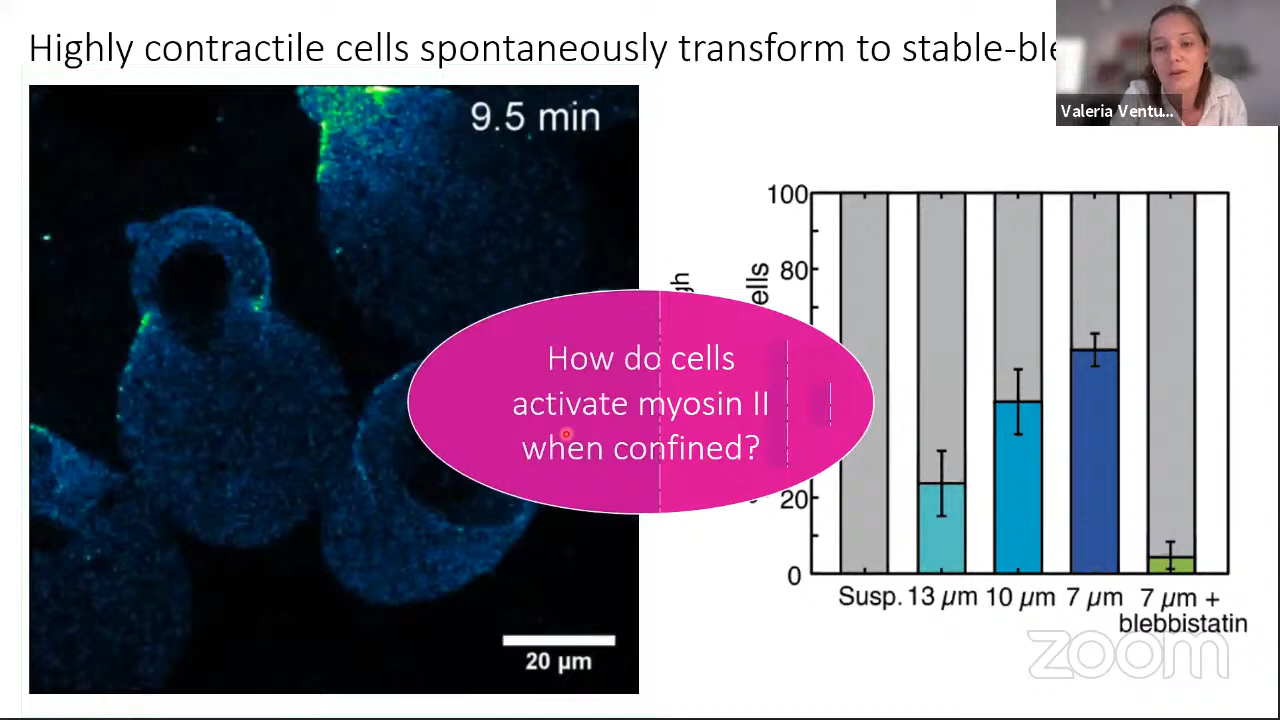 Highly contractile cells spontaneously transform to stable-ble
Valeria Ventu...
9.5 min
20 µm
How do cells
activate myosin II
when confined?
gh
ells
100
80
20
0
Susp. 13 µm 10 µm 7 µm 7 µm +
blebbistatin
zoom